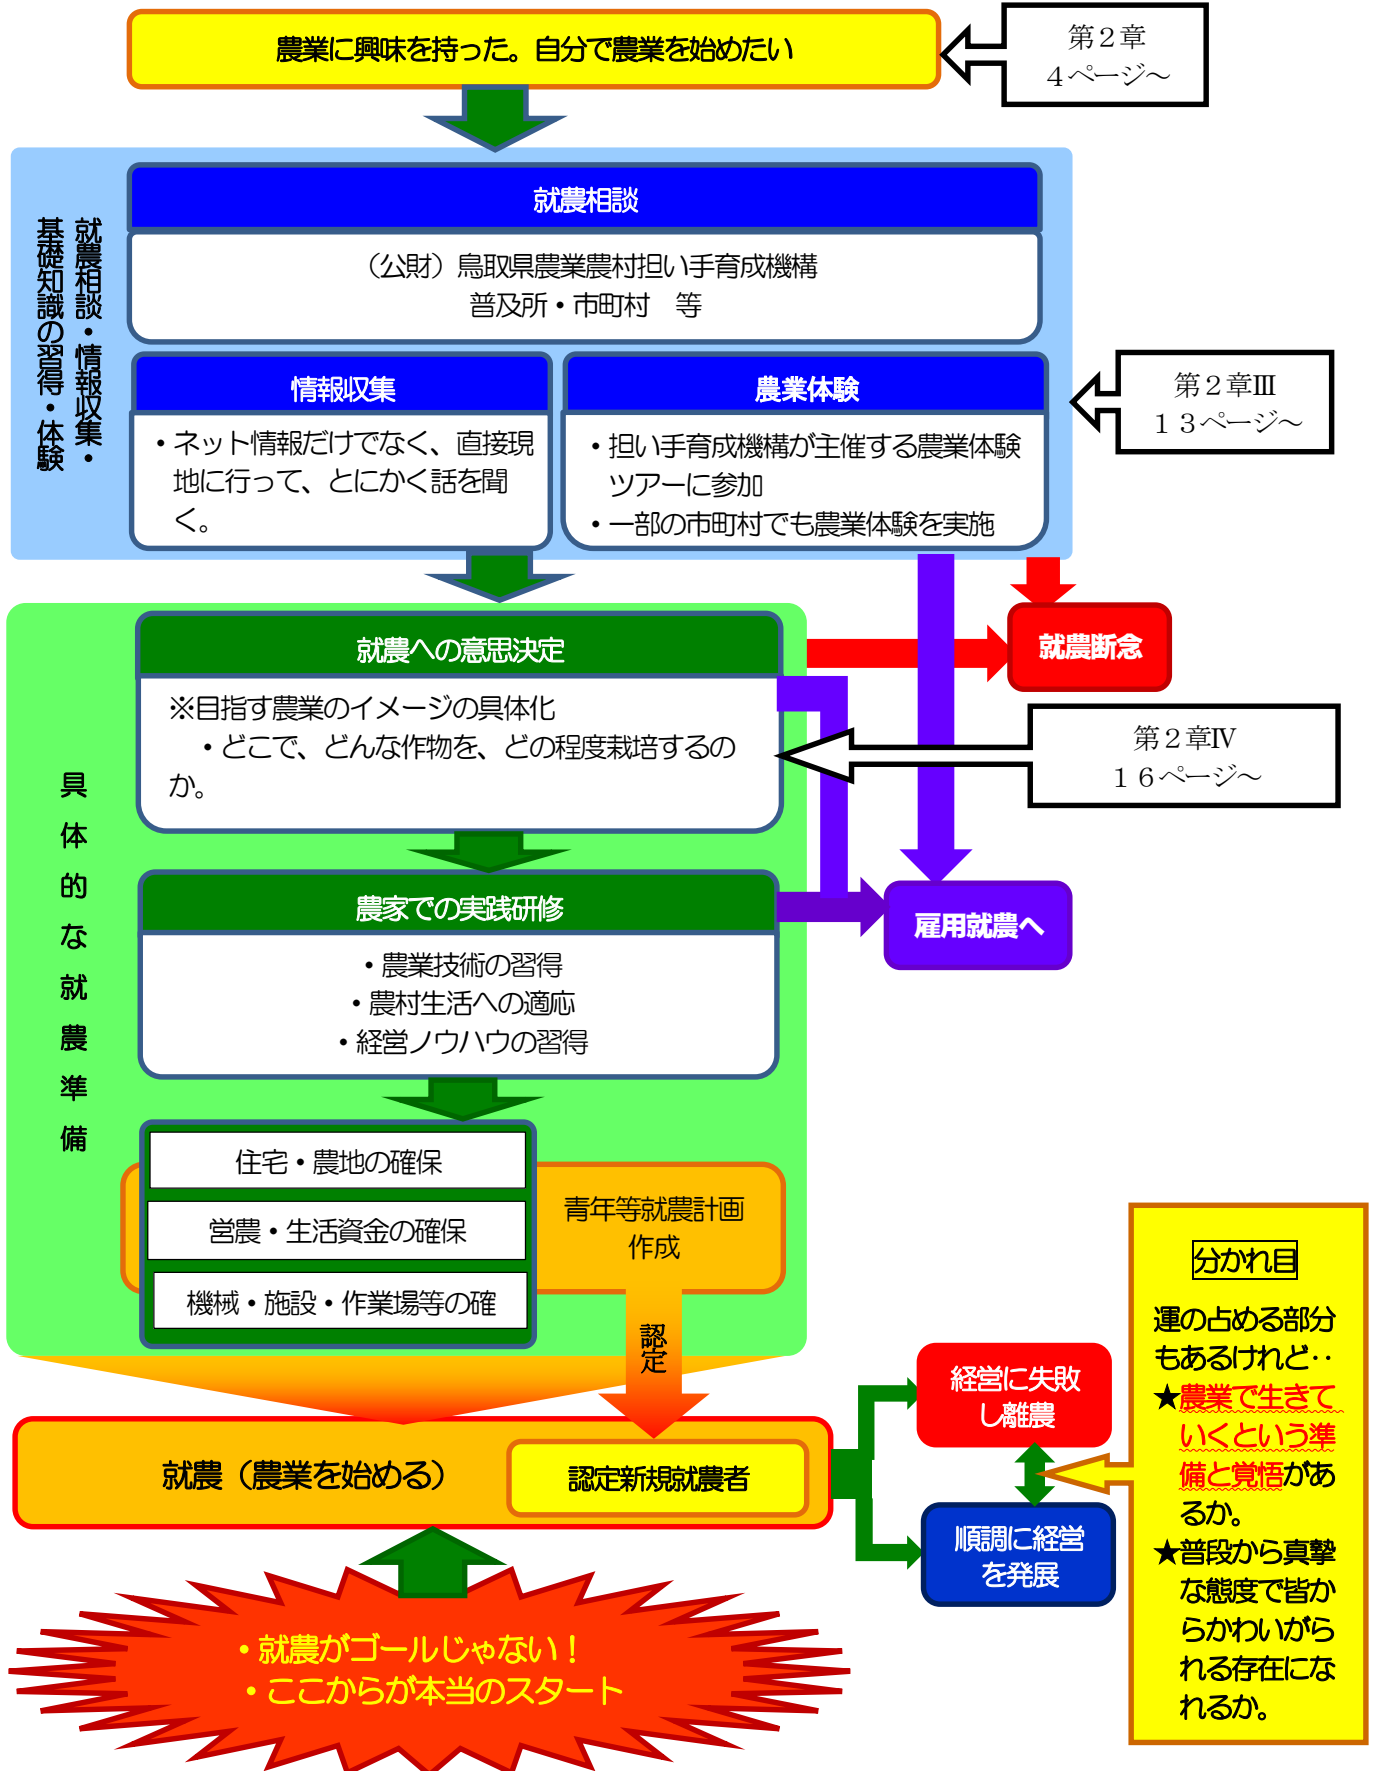 農業に興味を持った。自分で農業を始めたい
第２章
４ページ～
就農相談・情報収集・
基礎知識の習得・体験
就農相談
（公財）鳥取県農業農村担い手育成機構
普及所・市町村　等
情報収集
・ネット情報だけでなく、直接現
地に行って、とにかく話を聞
く。
農業体験
・担い手育成機構が主催する農業体験
ツアーに参加
・一部の市町村でも農業体験を実施
第２章Ⅲ
１３ページ～
具体的な就農準備
就農への意思決定
※目指す農業のイメージの具体化
・どこで、どんな作物を、どの程度栽培するの
か。
就農断念
第２章Ⅳ
１６ページ～
農家での実践研修
・農業技術の習得
・農村生活への適応
・経営ノウハウの習得
雇用就農へ
住宅・農地の確保
営農・生活資金の確保
機械・施設・作業場等の確
青年等就農計画
作成
認定
就農（農業を始める）
認定新規就農者
経営に失敗
し離農
順調に経営
を発展
分かれ目
運の占める部分
もあるけれど‥
★農業で生きて
いくという準
備と覚悟があ
るか。
★普段から真摯
な態度で皆か
らかわいがら
れる存在にな
れるか。
・就農がゴールじゃない！
・ここからが本当のスタート